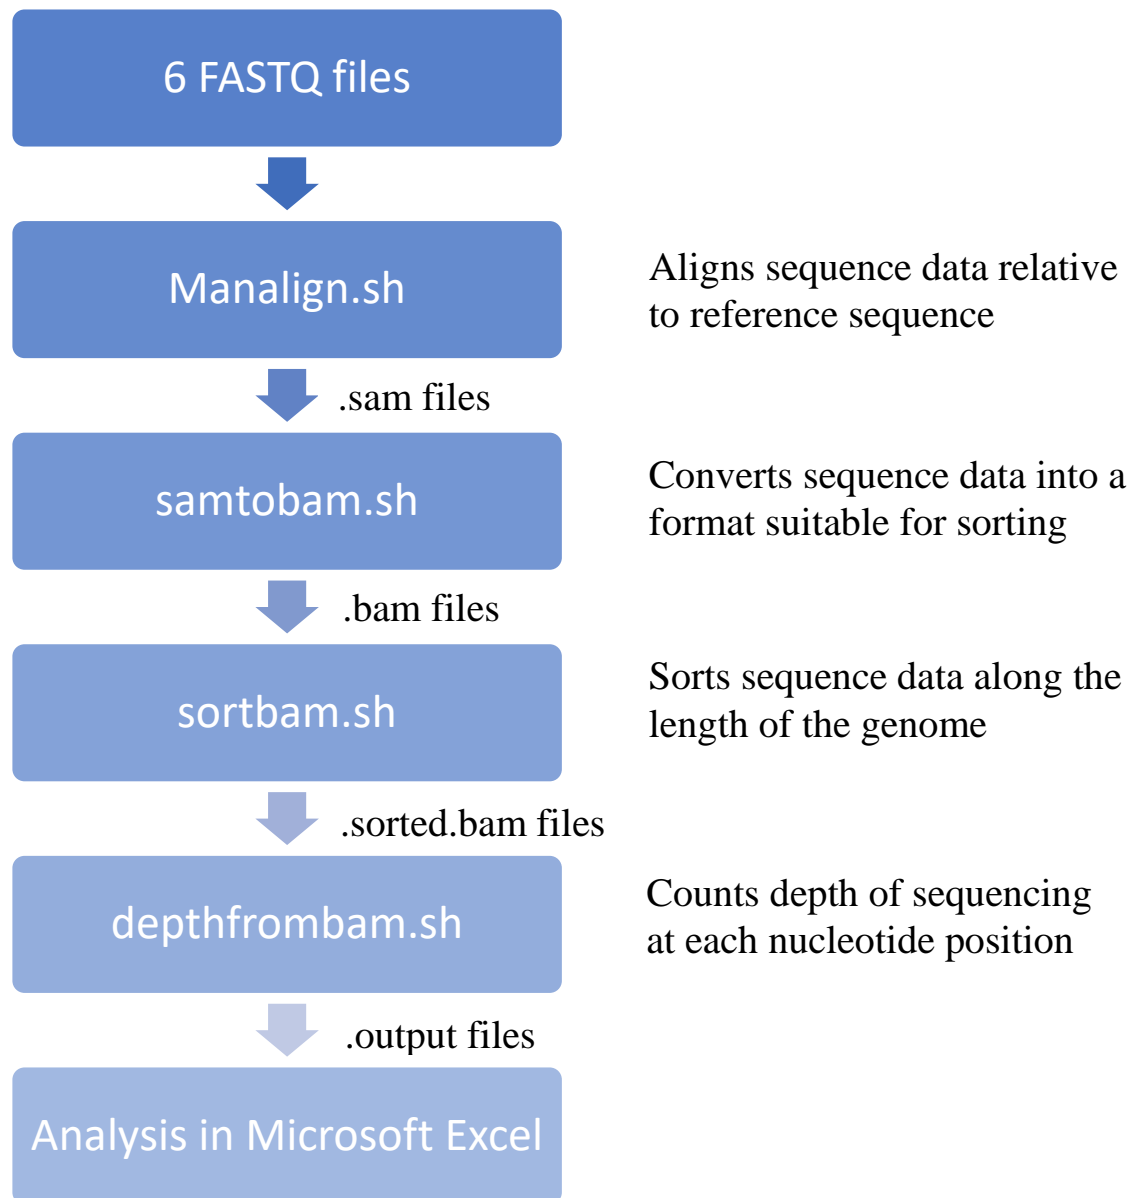 6 FASTQ files
Manalign.sh
Aligns sequence data relative
to reference sequence
.sam files
samtobam.sh
Converts sequence data into a
format suitable for sorting
.bam files
sortbam.sh
Sorts sequence data along the
length of the genome
.sorted.bam files
depthfrombam.sh
Counts depth of sequencing
at each nucleotide position
.output files
Analysis in Microsoft Excel